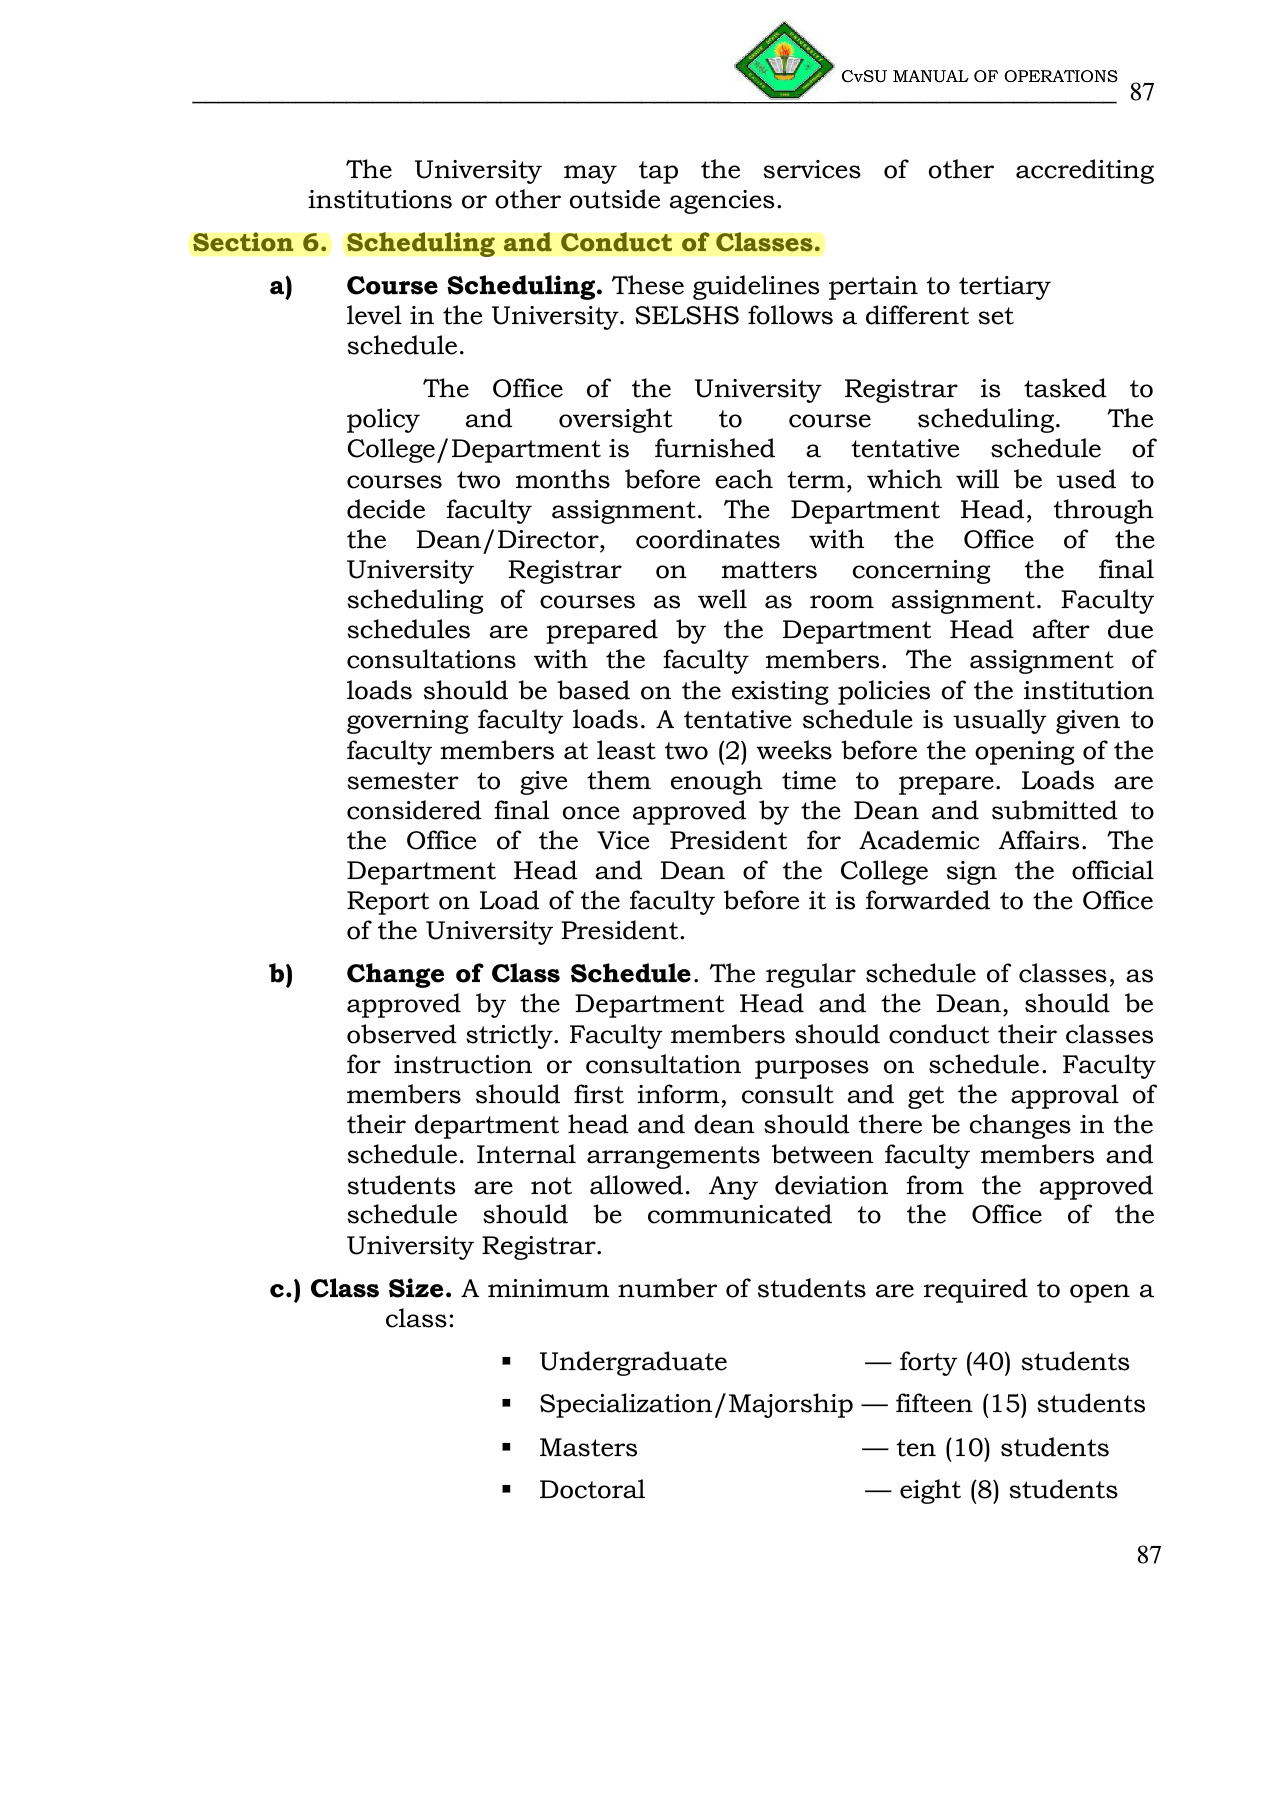 CvSU MANUAL OF OPERATIONS 87
The University may tap the services of other accrediting
institutions or other outside agencies.
Section 6. Scheduling and Conduct of Classes.
a) Course Scheduling. These guidelines pertain to tertiary
level in the University. SELSHS follows a different set
schedule.
The Office of the University Registrar is tasked to
policy and oversight to course scheduling. The
College/Department is furnished a tentative schedule of
courses two months before each term, which will be used to
decide faculty assignment. The Department Head, through
the Dean/Director, coordinates with the Office of the
University Registrar on matters concerning the final
scheduling of courses as well as room assignment. Faculty
schedules are prepared by the Department Head after due
consultations with the faculty members. The assignment of
loads should be based on the existing policies of the institution
governing faculty loads. A tentative schedule is usually given to
faculty members at least two (2) weeks before the opening of the
semester to give them enough time to prepare. Loads are
considered final once approved by the Dean and submitted to
the Office of the Vice President for Academic Affairs. The
Department Head and Dean of the College sign the official
Report on Load of the faculty before it is forwarded to the Office
of the University President.
b) Change of Class Schedule. The regular schedule of classes, as
approved by the Department Head and the Dean, should be
observed strictly. Faculty members should conduct their classes
for instruction or consultation purposes on schedule. Faculty
members should first inform, consult and get the approval of
their department head and dean should there be changes in the
schedule. Internal arrangements between faculty members and
students are not allowed. Any deviation from the approved
schedule should be communicated to the Office of the
University Registrar.
c.) Class Size. A minimum number of students are required to open a
class:
▪ Undergraduate — forty (40) students
▪ Specialization/Majorship — fifteen (15) students
▪ Masters — ten (10) students
▪ Doctoral — eight (8) students
87